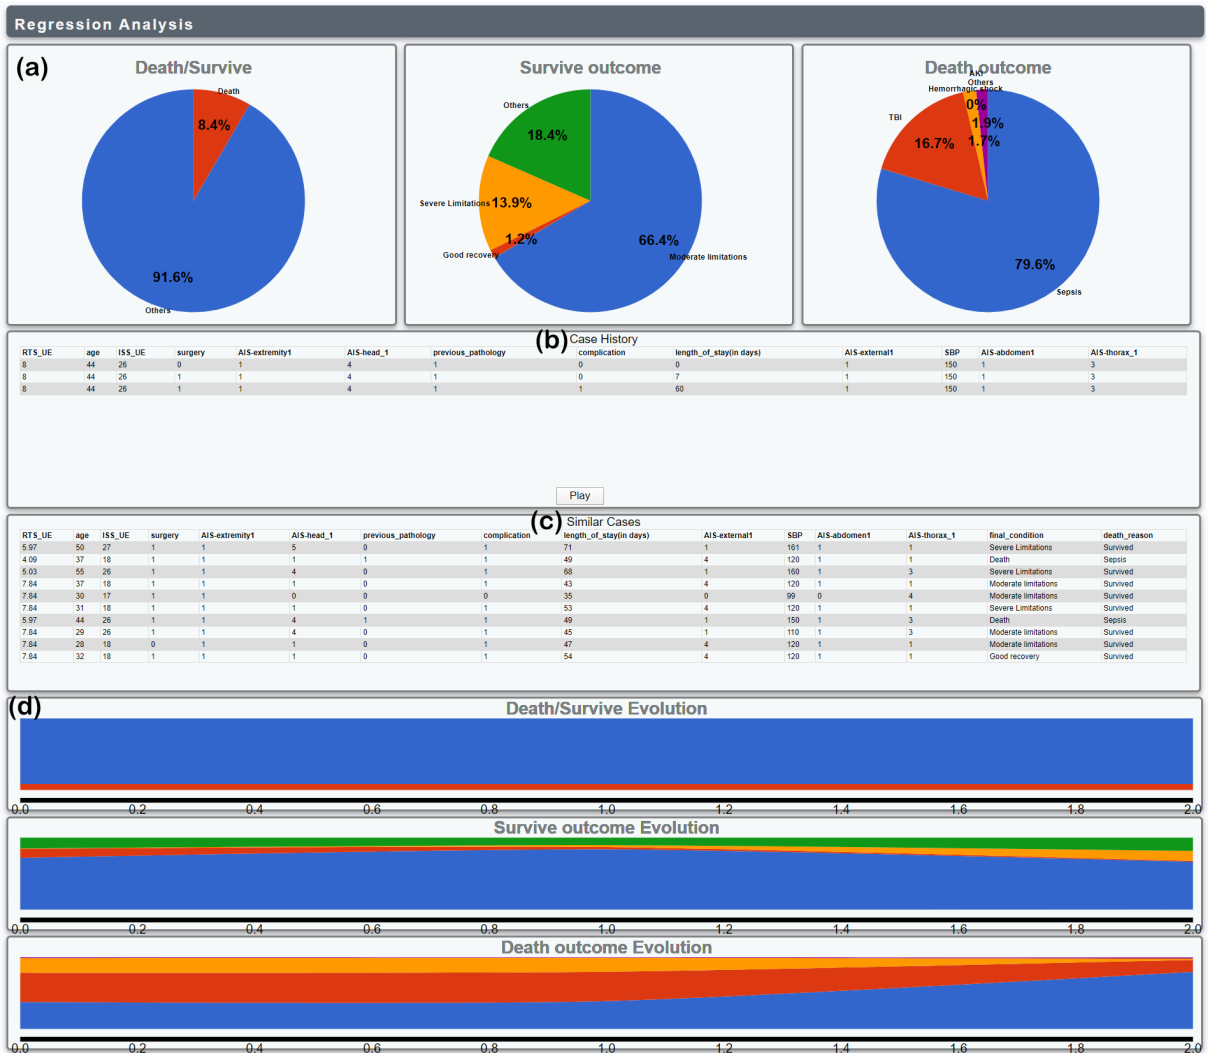 Regression Analysis
(a)
Death/Survive
Death
8.4%
91.6%
Others
Survive outcome
Others
18.4%
Severe Limitations
13.9%
1.2%
Good recovery
66.4%
Moderate limitations
Death outcome
AKI
Others
Hemorrhagic shock
0%
TBI
1.9%
16.7%
1.7%
79.6%
Sepsis
(b) Case History
RTS_UE age ISS_UE surgery AIS-extremity1 AIS-head_1 previous_pathology complication length_of_stay(in days) AIS-external1 SBP AIS-abdomen1 AIS-thorax_1
8 44 26 0 1 4 1 0 0 1 150 1 3
8 44 26 1 1 4 1 0 7 1 150 1 3
8 44 26 1 1 4 1 1 60 1 150 1 3
Play
(c) Similar Cases
RTS_UE age ISS_UE surgery AIS-extremity1 AIS-head_1 previous_pathology complication length_of_stay(in days) AIS-external1 SBP AIS-abdomen1 AIS-thorax_1 final_condition death_reason
5.97 50 27 1 1 5 0 1 71 1 161 1 1 Severe Limitations Survived
4.09 37 18 1 1 1 1 1 49 4 120 1 1 Death Sepsis
5.03 55 26 1 1 4 0 1 68 1 160 1 3 Severe Limitations Survived
7.84 37 18 1 1 1 0 1 43 4 120 1 1 Moderate limitations Survived
7.84 30 17 1 1 0 0 0 35 0 99 0 4 Moderate limitations Survived
7.84 31 18 1 1 1 0 1 53 4 120 1 1 Severe Limitations Survived
5.97 44 26 1 1 4 1 1 49 1 150 1 3 Death Sepsis
7.84 29 26 1 1 4 0 1 45 1 110 1 3 Moderate limitations Survived
7.84 28 18 0 1 1 0 1 47 4 120 1 1 Moderate limitations Survived
7.84 32 18 1 1 1 0 1 54 4 120 1 1 Good recovery Survived
(d)
Death/Survive Evolution
0.0 0.2 0.4 0.6 0.8 1.0 1.2 1.4 1.6 1.8 2.0
Survive outcome Evolution
0.0 0.2 0.4 0.6 0.8 1.0 1.2 1.4 1.6 1.8 2.0
Death outcome Evolution
0.0 0.2 0.4 0.6 0.8 1.0 1.2 1.4 1.6 1.8 2.0